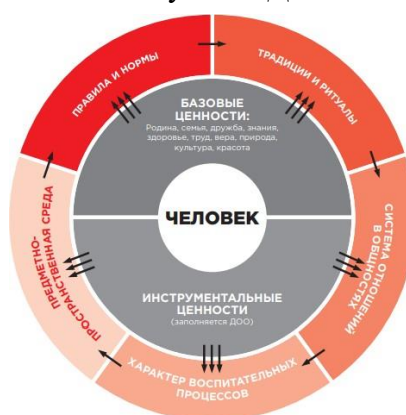 ПРАВИЛА И НОРМЫ
ТРАДИЦИИ И РИТУАЛЫ
БАЗОВЫЕ
ЦЕННОСТИ:
Родина, семья, дружба, знания,
здоровье, труд, вера, природа,
культура, красота
ЧЕЛОВЕК
ПРЕДМЕТНО-
ПРОСТРАНСТВЕННАЯ СРЕДА
СИСТЕМА ОТНОШЕНИЙ
В ОБЩНОСТЯХ
ИНСТРУМЕНТАЛЬНЫЕ
ЦЕННОСТИ
(заполняется ДОО)
ХАРАКТЕР ВОСПИТАТЕЛЬНЫХ
ПРОЦЕССОВ